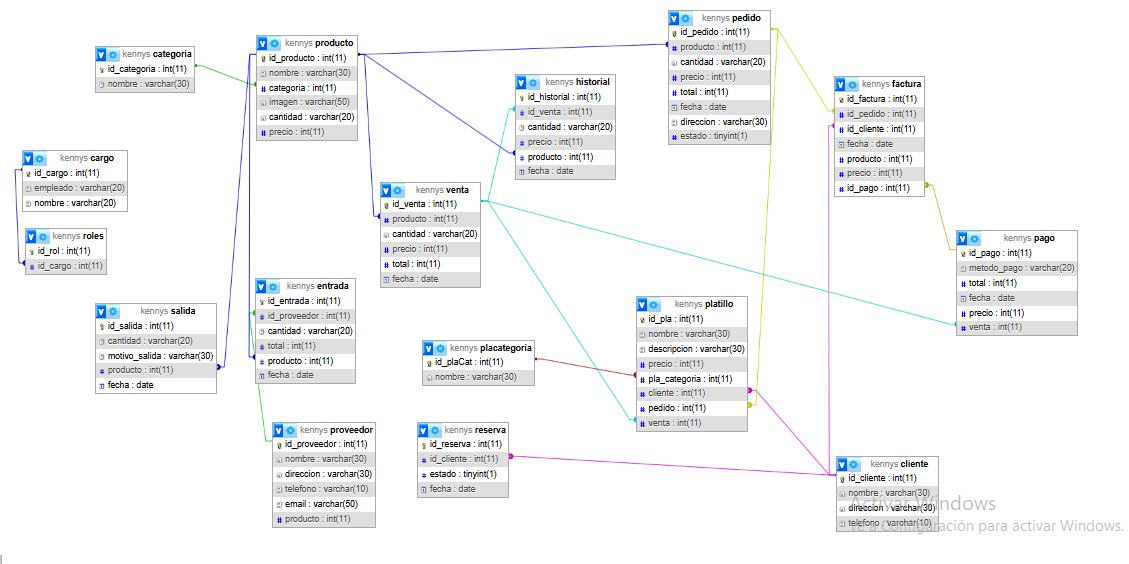 kennys categoria
id_categoria : int(11)
nombre : varchar(30)
kennys producto
id_producto : int(11)
nombre : varchar(30)
categoria : int(11)
imagen : varchar(50)
cantidad : varchar(20)
precio : int(11)
kennys historial
id_historial : int(11)
id_venta : int(11)
cantidad : varchar(20)
precio : int(11)
producto : int(11)
fecha : date
kennys pedido
id_pedido : int(11)
producto : int(11)
cantidad : varchar(20)
precio : int(11)
total : int(11)
fecha : date
direccion : varchar(30)
estado : tinyint(1)
kennys factura
id_factura : int(11)
id_pedido : int(11)
id_cliente : int(11)
fecha : date
producto : int(11)
precio : int(11)
id_pago : int(11)
kennys cargo
id_cargo : int(11)
empleado : varchar(20)
nombre : varchar(20)
kennys roles
id_rol : int(11)
id_cargo : int(11)
kennys venta
id_venta : int(11)
producto : int(11)
cantidad : varchar(20)
precio : int(11)
total : int(11)
fecha : date
kennys pago
id_pago : int(11)
metodo_pago : varchar(20)
total : int(11)
fecha : date
precio : int(11)
venta : int(11)
kennys salida
id_salida : int(11)
cantidad : varchar(20)
motivo_salida : varchar(30)
producto : int(11)
fecha : date
kennys entrada
id_entrada : int(11)
id_proveedor : int(11)
cantidad : varchar(20)
total : int(11)
producto : int(11)
fecha : date
kennys placategoria
id_plaCat : int(11)
nombre : varchar(30)
kennys platillo
id_pla : int(11)
nombre : varchar(30)
descripcion : varchar(30)
precio : int(11)
pla_categoria : int(11)
cliente : int(11)
pedido : int(11)
venta : int(11)
kennys proveedor
id_proveedor : int(11)
nombre : varchar(30)
direccion : varchar(30)
telefono : varchar(10)
email : varchar(50)
producto : int(11)
kennys reserva
id_reserva : int(11)
id_cliente : int(11)
estado : tinyint(1)
fecha : date
kennys cliente
id_cliente : int(11)
nombre : varchar(30)
direccion : varchar(30)
telefono : varchar(10)
Activar Windows
Ve a Configuración para activar Windows.